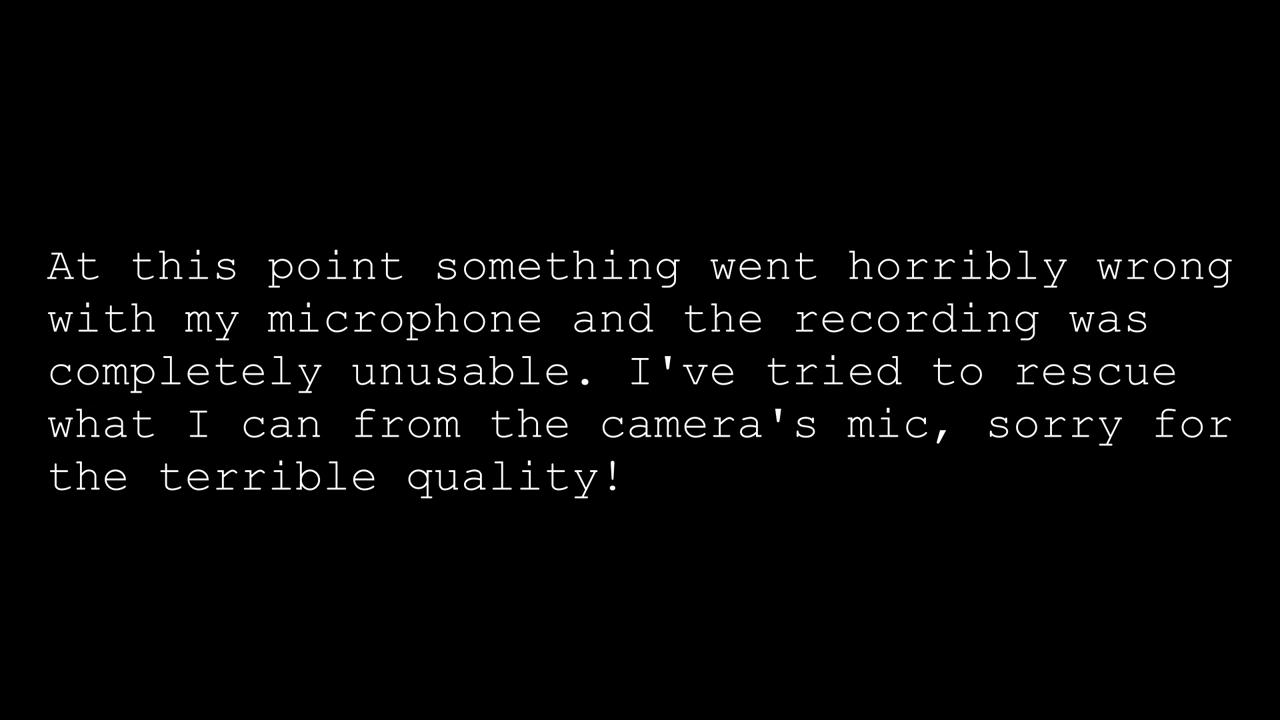 At this point something went horribly wrong
with my microphone and the recording was
completely unusable. I've tried to rescue
what I can from the camera's mic, sorry for
the terrible quality!